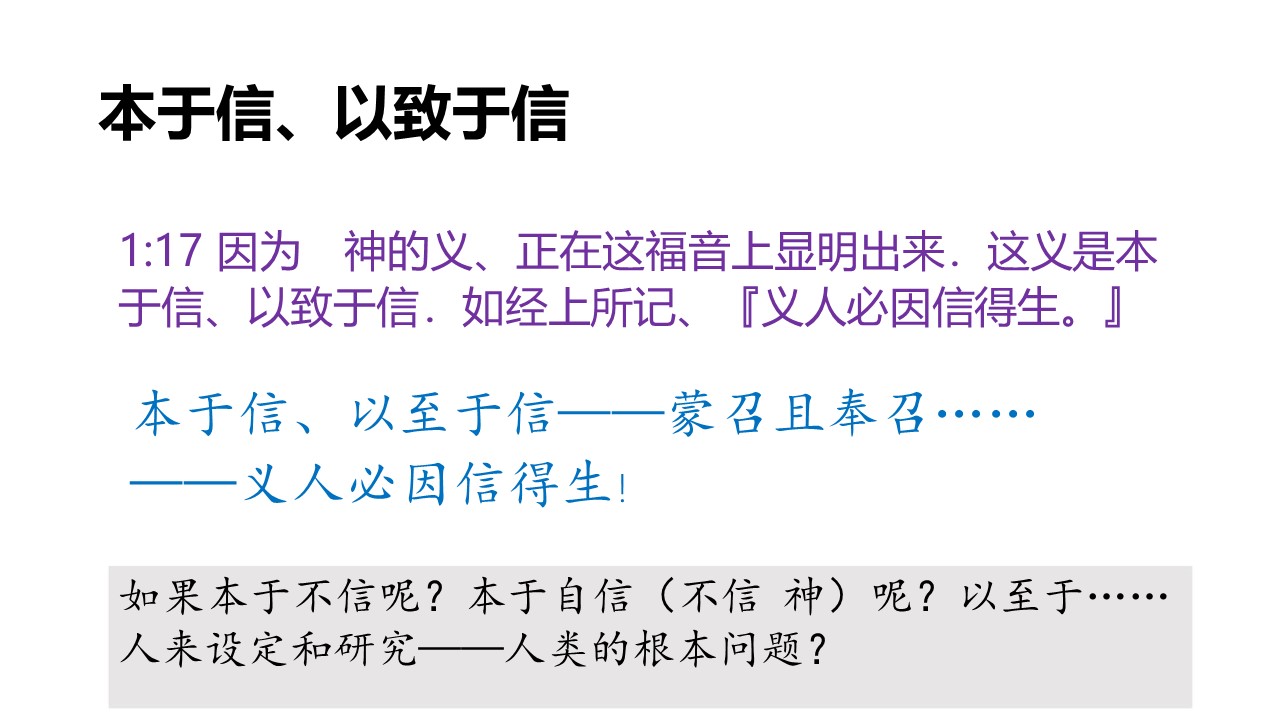 本于信、以致于信
1:17 因为　神的义、正在这福音上显明出来．这义是本
于信、以致于信．如经上所记、『义人必因信得生。』
本于信、以至于信——蒙召且奉召……
——义人必因信得生！
如果本于不信呢？本于自信（不信 神）呢？以至于……
人来设定和研究——人类的根本问题？